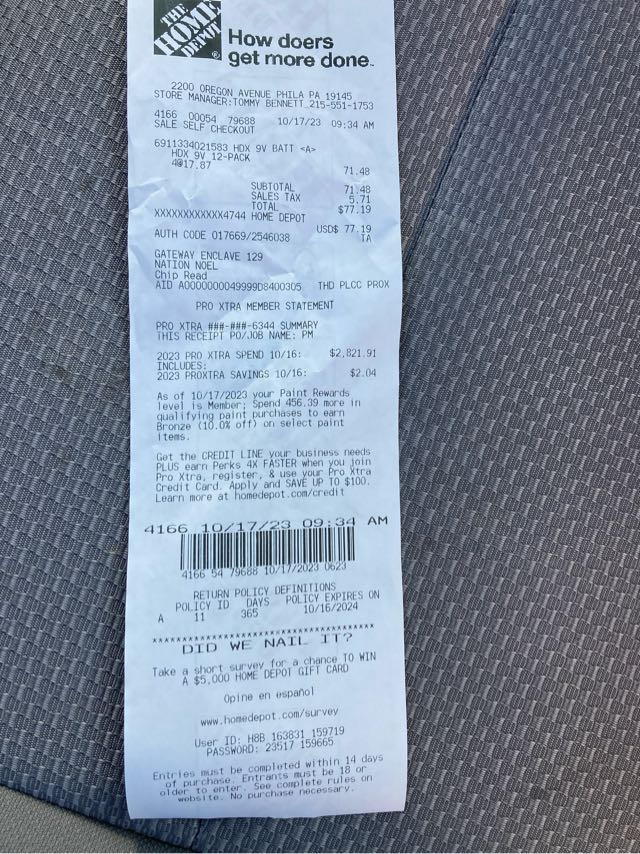 THE
HOME
DEPOT
How doers
get more done.
2200 OREGON AVENUE PHILA PA 19145
STORE MANAGER:TOMMY BENNETT 215-551-1753
4166 00054 79688 10/17/23 09:34 AM
SALE SELF CHECKOUT
6911334021583 HDX 9V BATT <A>
HDX 9V 12-PACK
4@17.87 71.48
SUBTOTAL 71.48
SALES TAX 5.71
TOTAL $77.19
XXXXXXXXXXXX4744 HOME DEPOT
USD$ 77.19
AUTH CODE 017669/2546038 TA
GATEWAY ENCLAVE 129
NATION NOEL
Chip Read
AID A0000000049999D8400305 THD PLCC PROX
PRO XTRA MEMBER STATEMENT
PRO XTRA ###-###-6344 SUMMARY
THIS RECEIPT PO/JOB NAME: PM
2023 PRO XTRA SPEND 10/16: $2,821.91
INCLUDES:
2023 PROXTRA SAVINGS 10/16: $2.04
As of 10/17/2023 your Paint Rewards
level is Member; Spend 456.39 more in
qualifying paint purchases to earn
Bronze (10.0% off) on select paint
items.
Get the CREDIT LINE your business needs
PLUS earn Perks 4X FASTER when you join
Pro Xtra, register, & use your Pro Xtra
Credit Card. Apply and SAVE UP TO $100.
Learn more at homedepot.com/credit
4166 10/17/23 09:34 AM
4166 54 79688 10/17/2023 0623
RETURN POLICY DEFINITIONS
POLICY ID DAYS POLICY EXPIRES ON
A 11 365 10/16/2024
****************************************
DID WE NAIL IT?
Take a short survey for a chance TO WIN
A $5,000 HOME DEPOT GIFT CARD
Opine en español
www.homedepot.com/survey
User ID: H8B 163831 159719
PASSWORD: 23517 159665
Entries must be completed within 14 days
of purchase. Entrants must be 18 or
older to enter. See complete rules on
website. No purchase necessary.